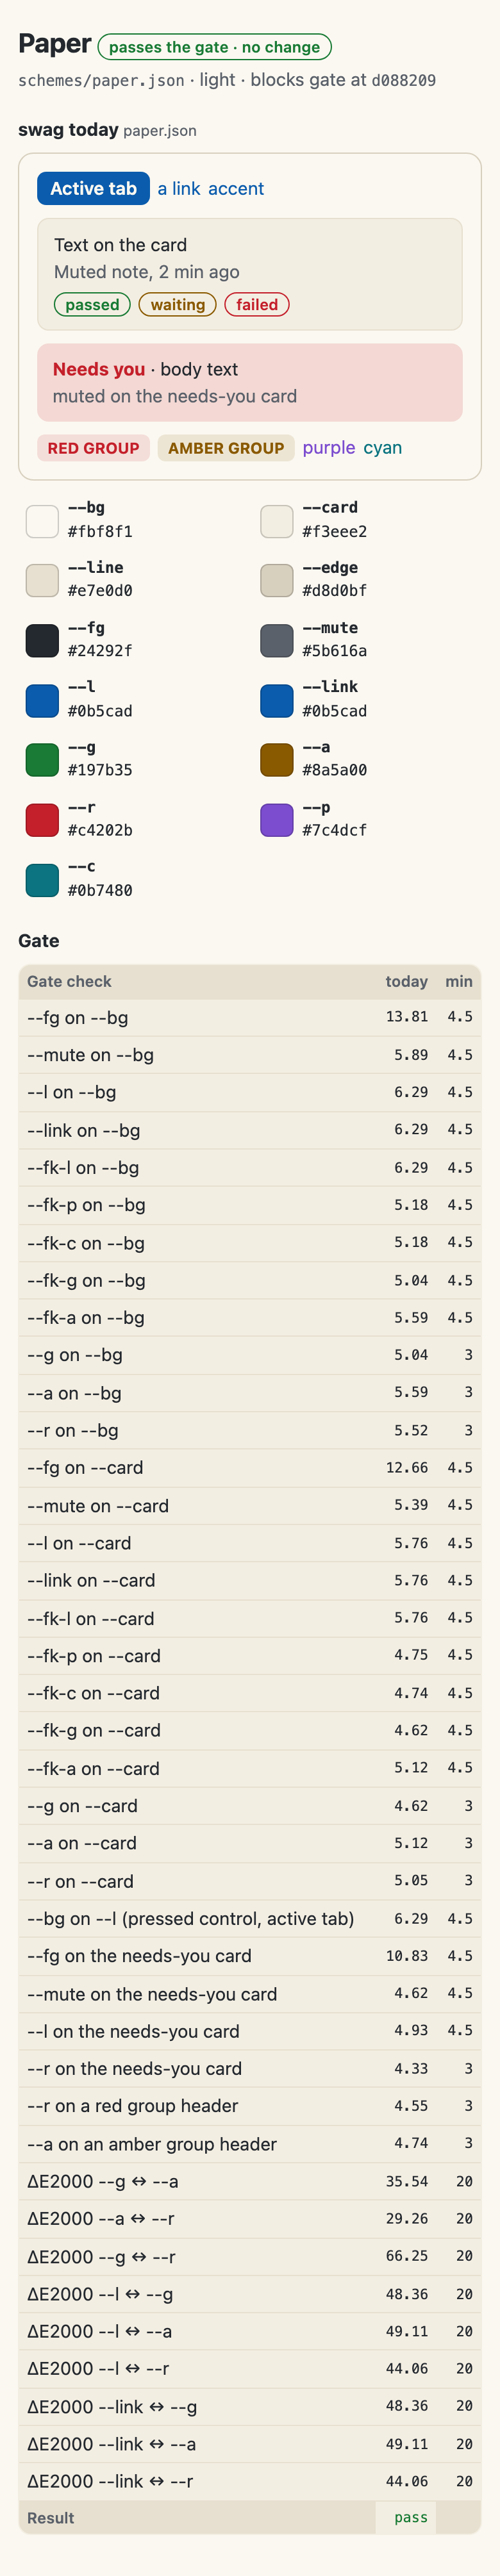 Paper passes the gate · no change
schemes/paper.json · light · blocks gate at d088209
swag today paper.json
Active tab a link accent
Text on the card
Muted note, 2 min ago
passed waiting failed
Needs you · body text
muted on the needs-you card
RED GROUP AMBER GROUP purple cyan
--bg
#fbf8f1
--card
#f3eee2
--line
#e7e0d0
--edge
#d8d0bf
--fg
#24292f
--mute
#5b616a
--l
#0b5cad
--link
#0b5cad
--g
#197b35
--a
#8a5a00
--r
#c4202b
--p
#7c4dcf
--c
#0b7480
Gate
Gate check today min
--fg on --bg 13.81 4.5
--mute on --bg 5.89 4.5
--l on --bg 6.29 4.5
--link on --bg 6.29 4.5
--fk-l on --bg 6.29 4.5
--fk-p on --bg 5.18 4.5
--fk-c on --bg 5.18 4.5
--fk-g on --bg 5.04 4.5
--fk-a on --bg 5.59 4.5
--g on --bg 5.04 3
--a on --bg 5.59 3
--r on --bg 5.52 3
--fg on --card 12.66 4.5
--mute on --card 5.39 4.5
--l on --card 5.76 4.5
--link on --card 5.76 4.5
--fk-l on --card 5.76 4.5
--fk-p on --card 4.75 4.5
--fk-c on --card 4.74 4.5
--fk-g on --card 4.62 4.5
--fk-a on --card 5.12 4.5
--g on --card 4.62 3
--a on --card 5.12 3
--r on --card 5.05 3
--bg on --l (pressed control, active tab) 6.29 4.5
--fg on the needs-you card 10.83 4.5
--mute on the needs-you card 4.62 4.5
--l on the needs-you card 4.93 4.5
--r on the needs-you card 4.33 3
--r on a red group header 4.55 3
--a on an amber group header 4.74 3
ΔE2000 --g ↔ --a 35.54 20
ΔE2000 --a ↔ --r 29.26 20
ΔE2000 --g ↔ --r 66.25 20
ΔE2000 --l ↔ --g 48.36 20
ΔE2000 --l ↔ --a 49.11 20
ΔE2000 --l ↔ --r 44.06 20
ΔE2000 --link ↔ --g 48.36 20
ΔE2000 --link ↔ --a 49.11 20
ΔE2000 --link ↔ --r 44.06 20
Result pass